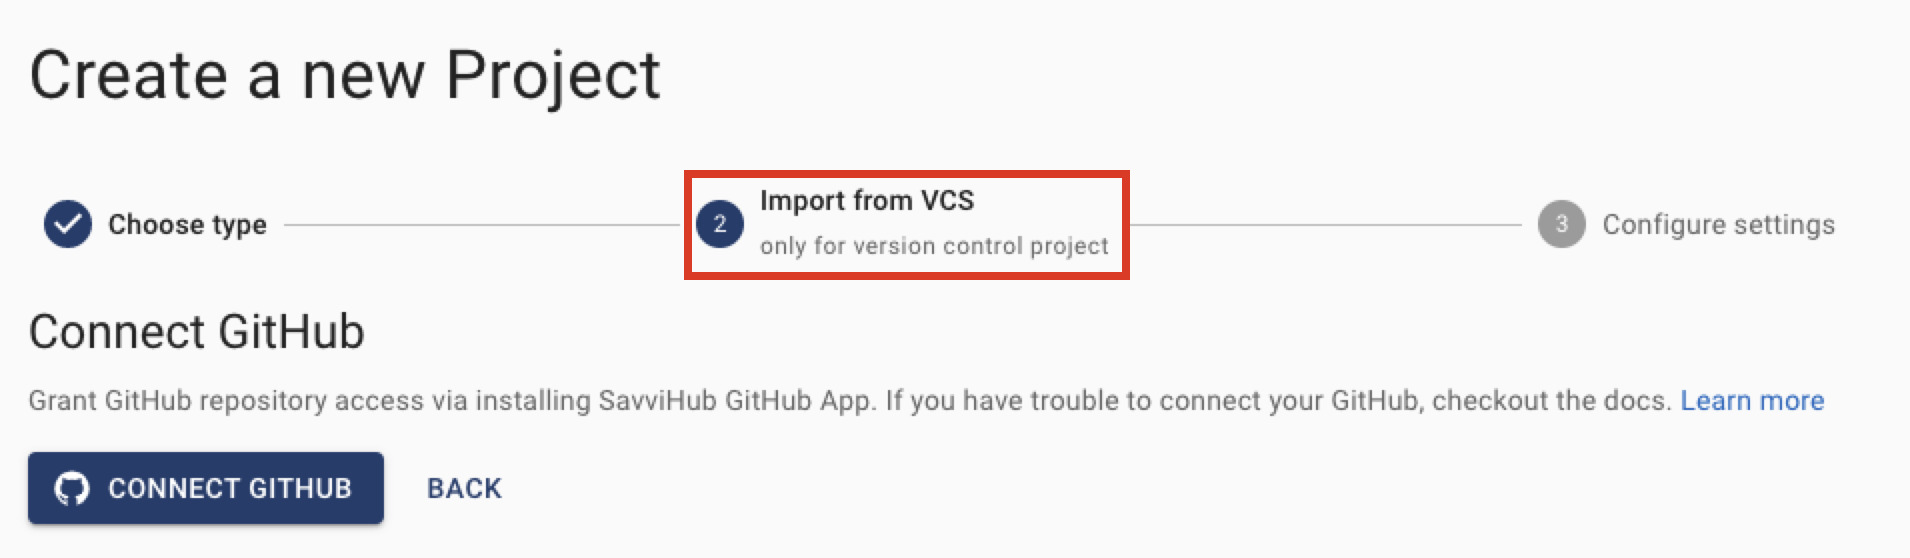 Create a new Project
Choose type
2
Import from VCS
only for version control project
3
Configure settings
Connect GitHub
Grant GitHub repository access via installing SavviHub GitHub App. If you have trouble to connect your GitHub, checkout the docs. Learn more
CONNECT GITHUB
BACK